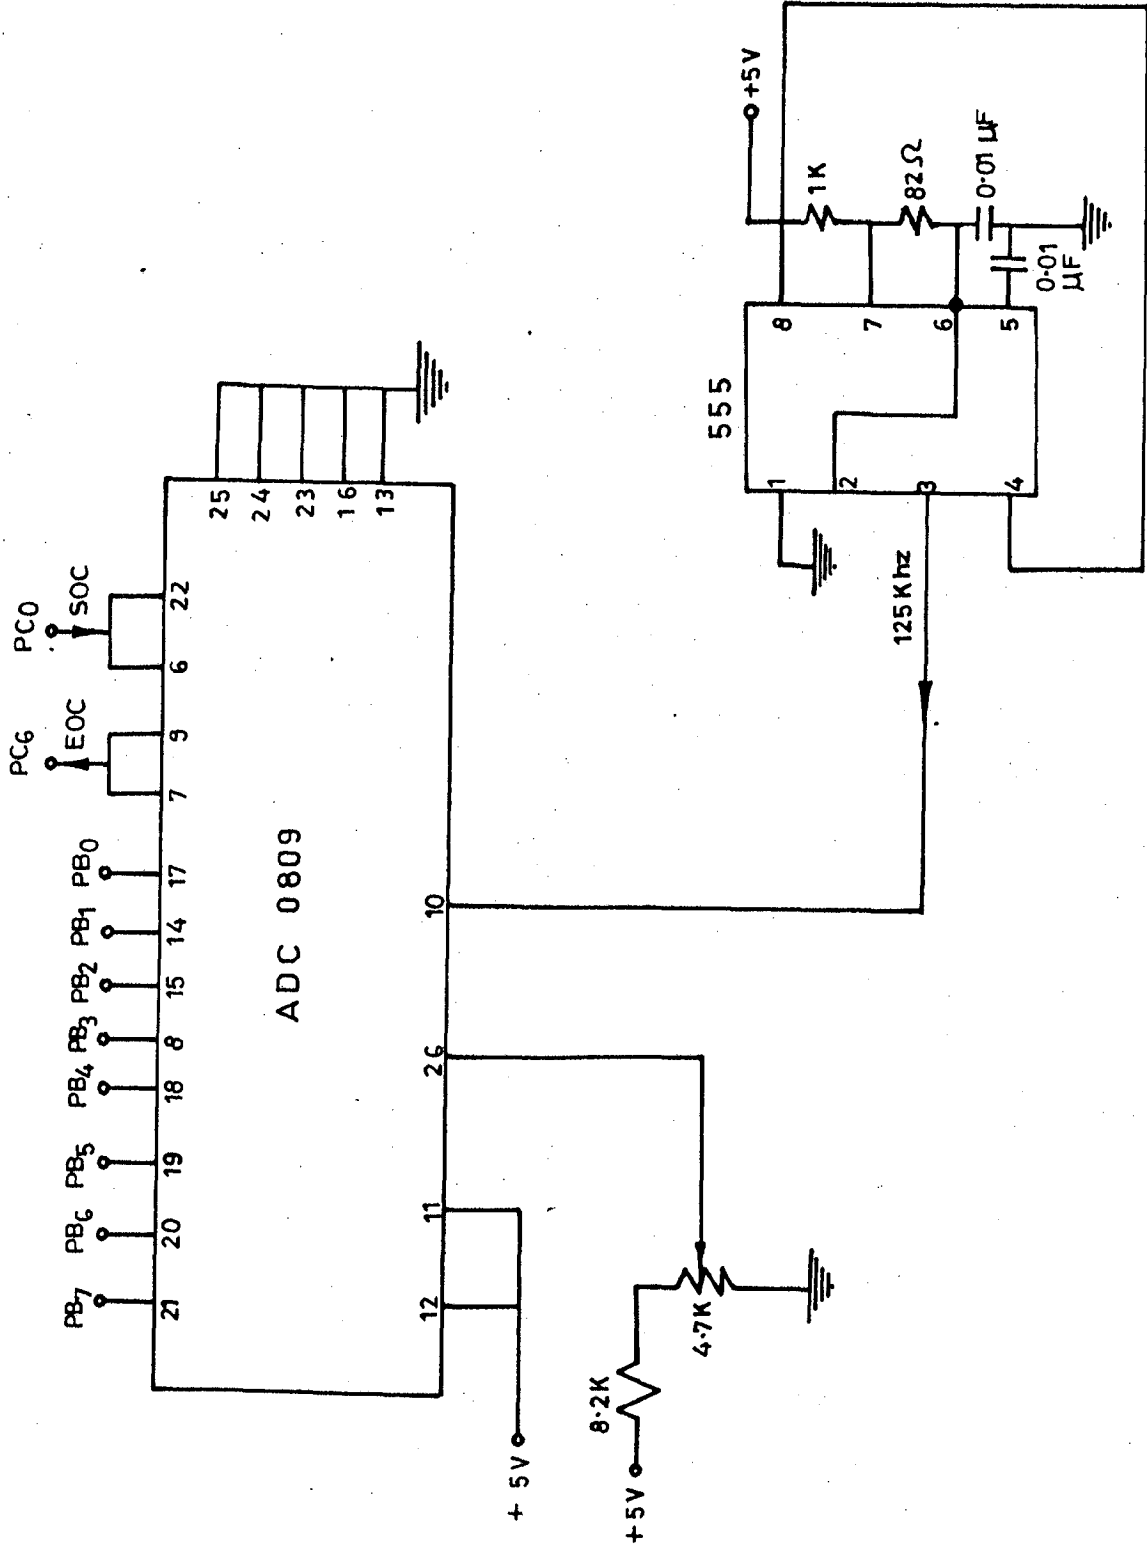 PB7 PB6 PB5 PB4 PB3 PB2 PB1 PB0 PC6 PC0
EOC SOC
21 20 19 18 8 15 14 17 7 9 6 22
25
24
ADC 0809
23
16
13
12 11 26 10
+5V
8.2K
+5V
4.7K
555
+5V
1 8
1K
2 7
125Khz
3 6
82Ω
0.01 µF
4 5
0.01
µF